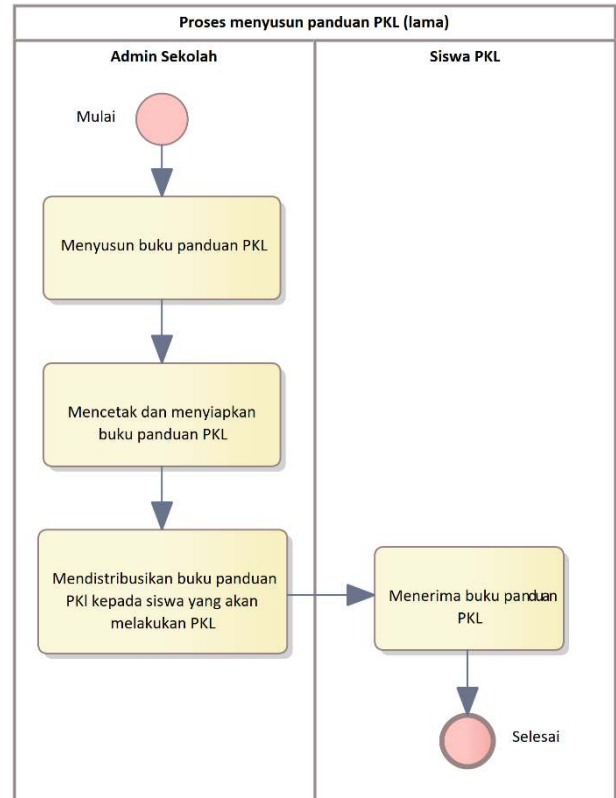 Proses menyusun panduan PKL (lama)
Admin Sekolah
Siswa PKL
Mulai
Menyusun buku panduan PKL
Mencetak dan menyiapkan
buku panduan PKL
Mendistribusikan buku panduan
PKl kepada siswa yang akan
melakukan PKL
Menerima buku panduan
PKL
Selesai